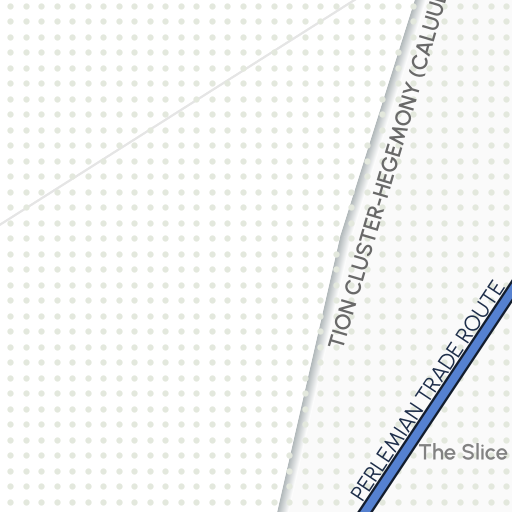 TION CLUSTER-HEGEMONY (CALUU
PERLEMIAN TRADE ROUTE
The Slice